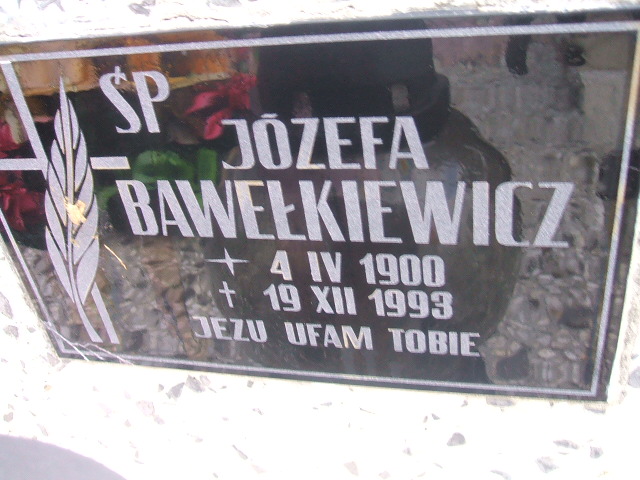 ŚP
JÓZEFA
BAWEŁKIEWICZ
4 IV 1900
† 19 XII 1993
JEZU UFAM TOBIE